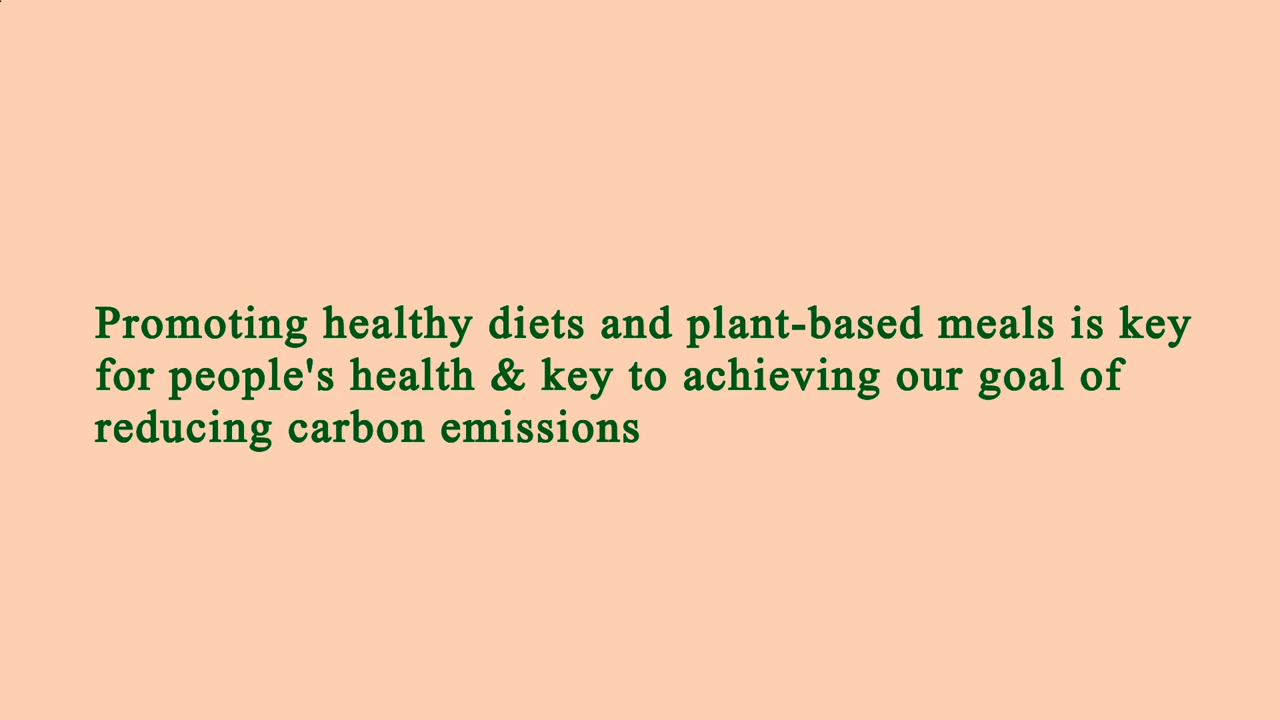 Promoting healthy diets and plant-based meals is key
for people's health & key to achieving our goal of
reducing carbon emissions